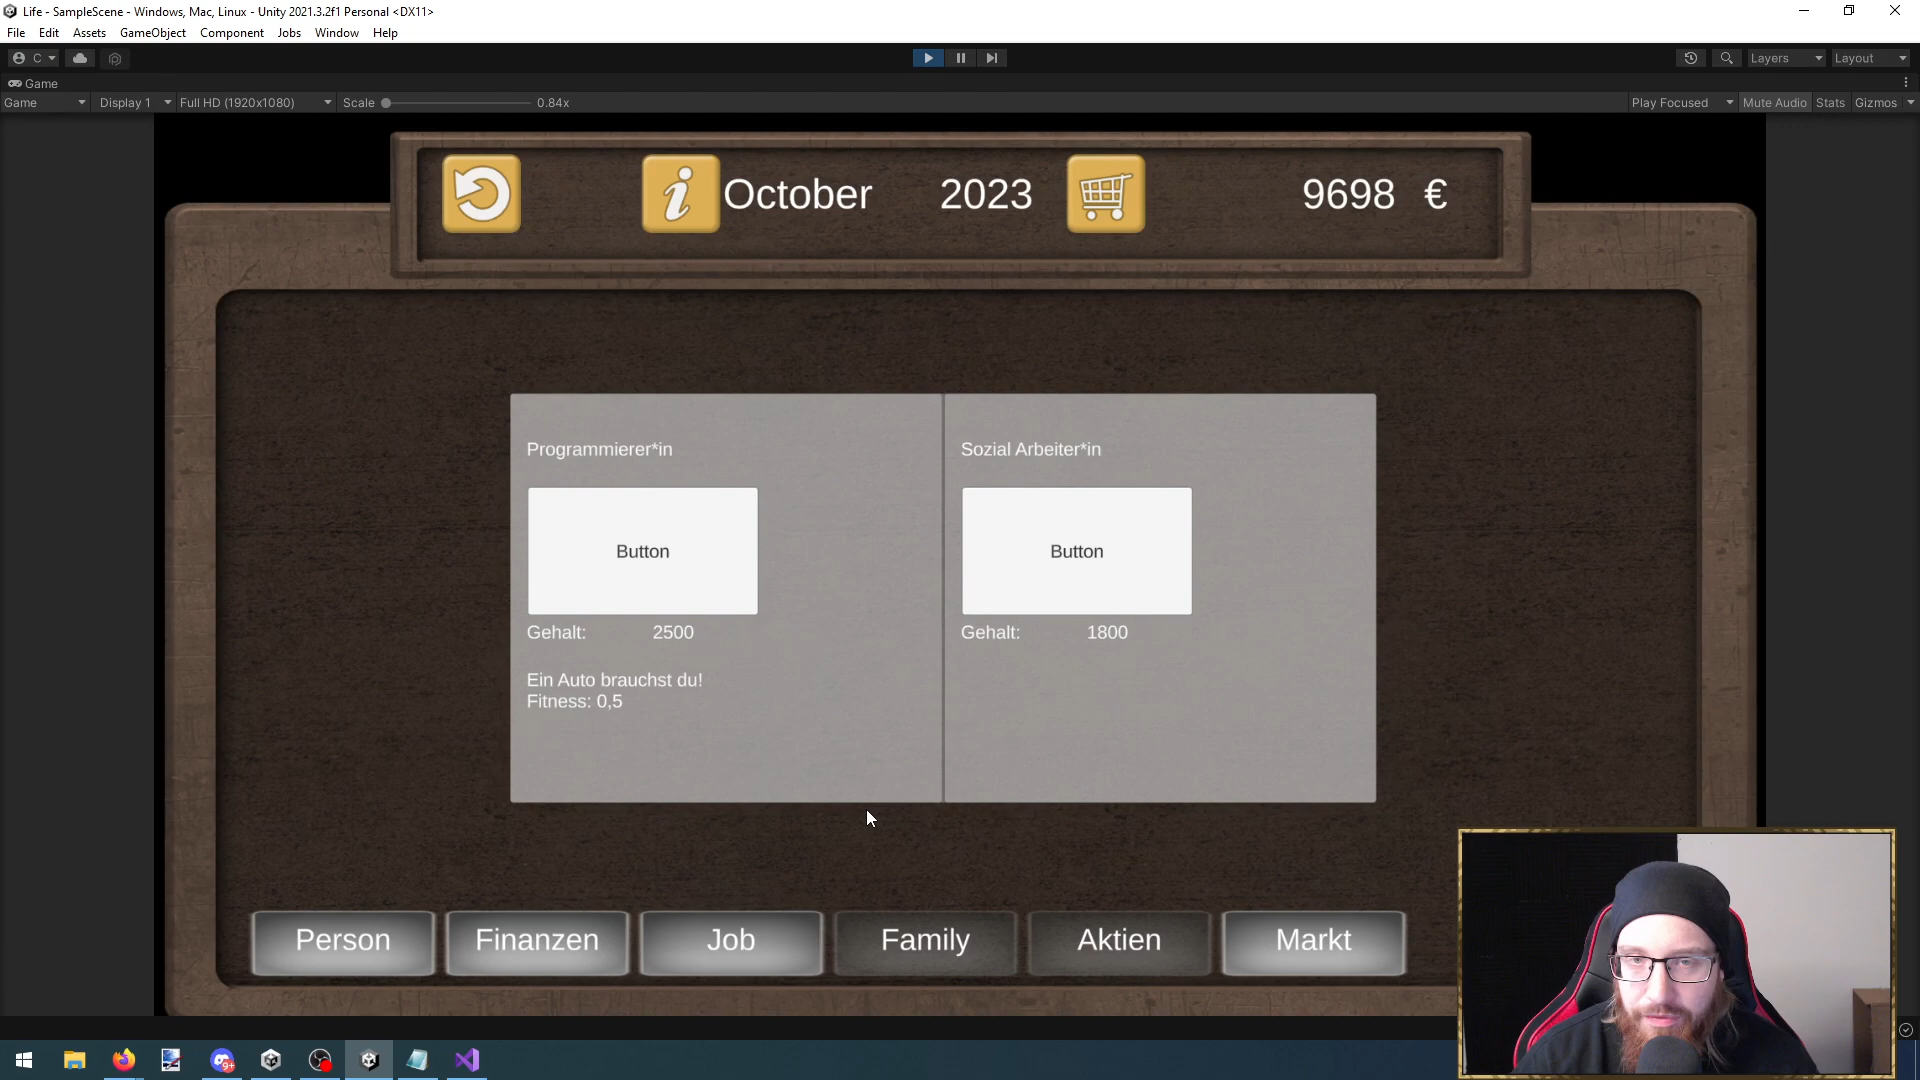 Life - SampleScene - Windows, Mac, Linux - Unity 2021.3.2f1 Personal <DX11>
File Edit Assets GameObject Component Jobs Window Help
C Layers Layout
Game
Game Display 1 Full HD (1920x1080) Scale 0.84x Play Focused Mute Audio Stats Gizmos
i October 2023 9698 €
Programmierer*in Sozial Arbeiter*in
Button Button
Gehalt: 2500 Gehalt: 1800
Ein Auto brauchst du!
Fitness: 0,5
Person Finanzen Job Family Aktien Markt
9+